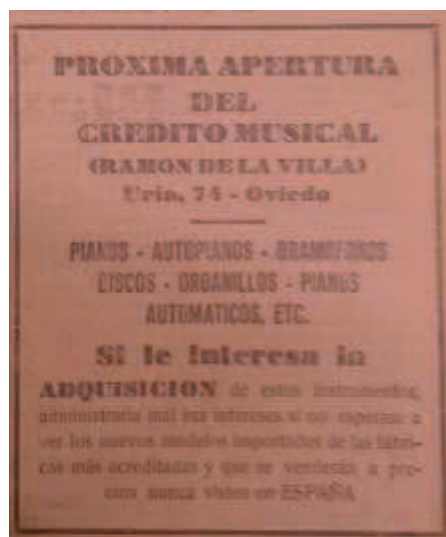 PROXIMA APERTURA
DEL
CREDITO MUSICAL
(RAMON DE LA VILLA)
Uría, 74 - Oviedo
PIANOS - AUTOPIANOS - GRAMOFONOS
DISCOS - ORGANILLOS - PIANOS
AUTOMATICOS, ETC.
Si le interesa la
ADQUISICION de estos instrumentos,
administraría mal sus intereses si no esperase a
ver los nuevos modelos importados de las fábri-
cas más acreditadas y que se venderán a pre-
cios nunca vistos en ESPAÑA